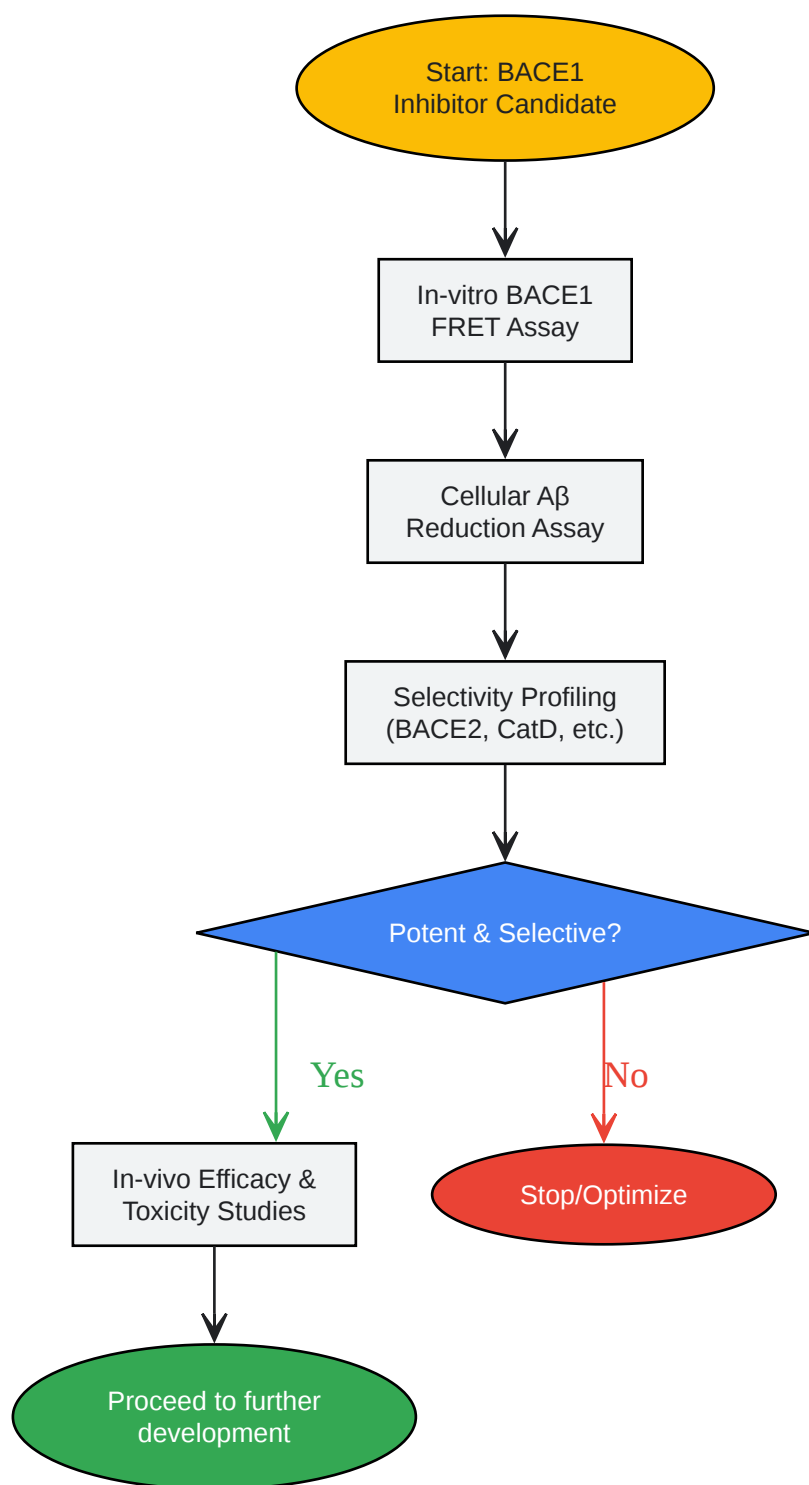 Start: BACE1
Inhibitor Candidate
In-vitro BACE1
FRET Assay
Cellular Aβ
Reduction Assay
Selectivity Profiling
(BACE2, CatD, etc.)
Potent & Selective?
Yes
No
In-vivo Efficacy &
Toxicity Studies
Stop/Optimize
Proceed to further
development